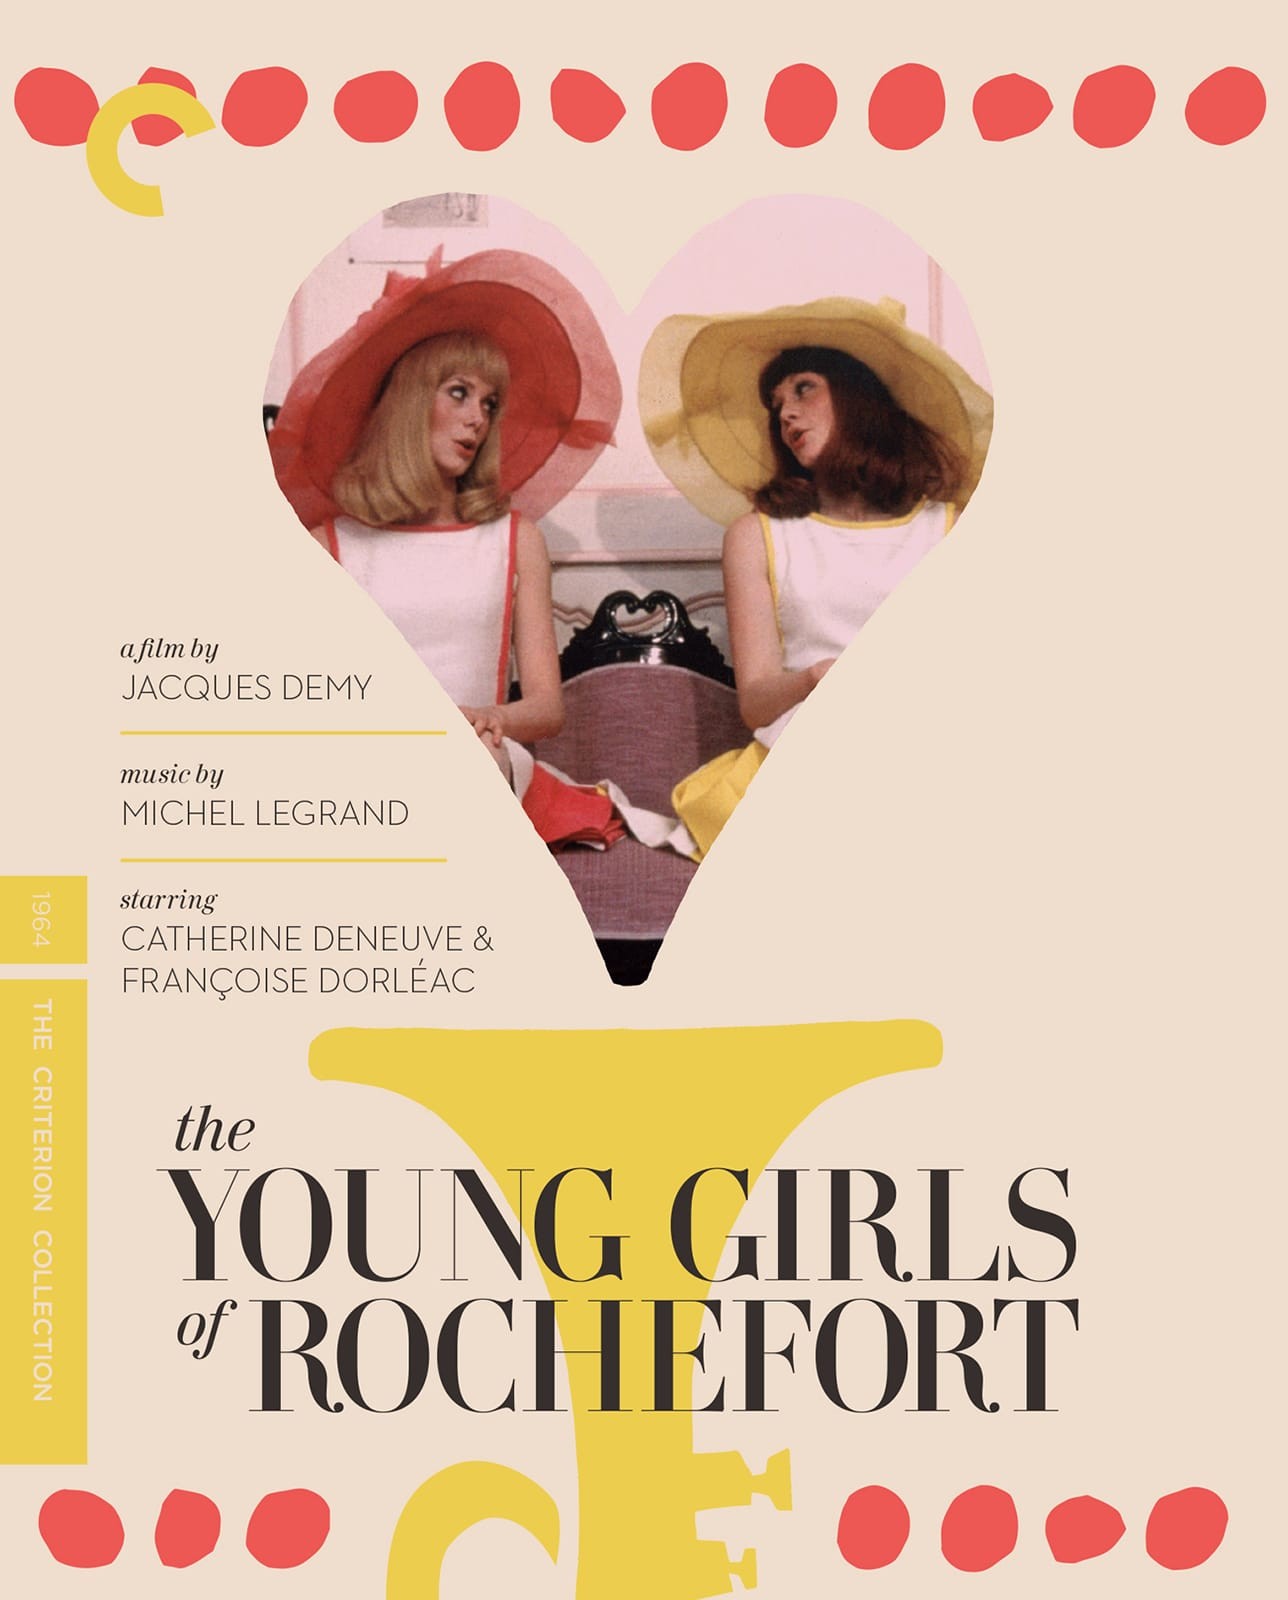 a film by
JACQUES DEMY
music by
MICHEL LEGRAND
starring
CATHERINE DENEUVE &
FRANÇOISE DORLÉAC
1964
THE CRITERION COLLECTION
the
YOUNG GIRLS
of ROCHEFORT